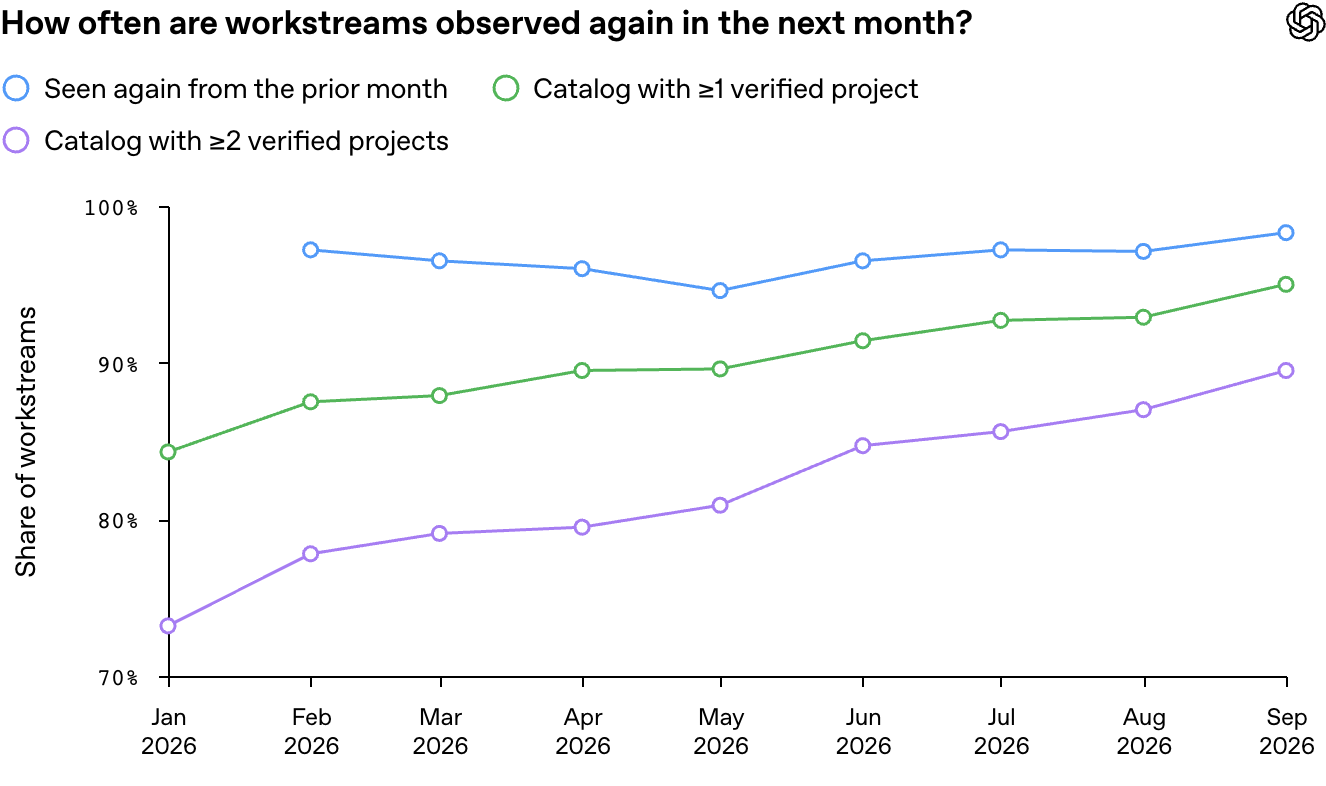 How often are workstreams observed again in the next month?
Seen again from the prior month
Catalog with ≥1 verified project
Catalog with ≥2 verified projects
Share of workstreams
100%
90%
80%
70%
Jan 2026
Feb 2026
Mar 2026
Apr 2026
May 2026
Jun 2026
Jul 2026
Aug 2026
Sep 2026